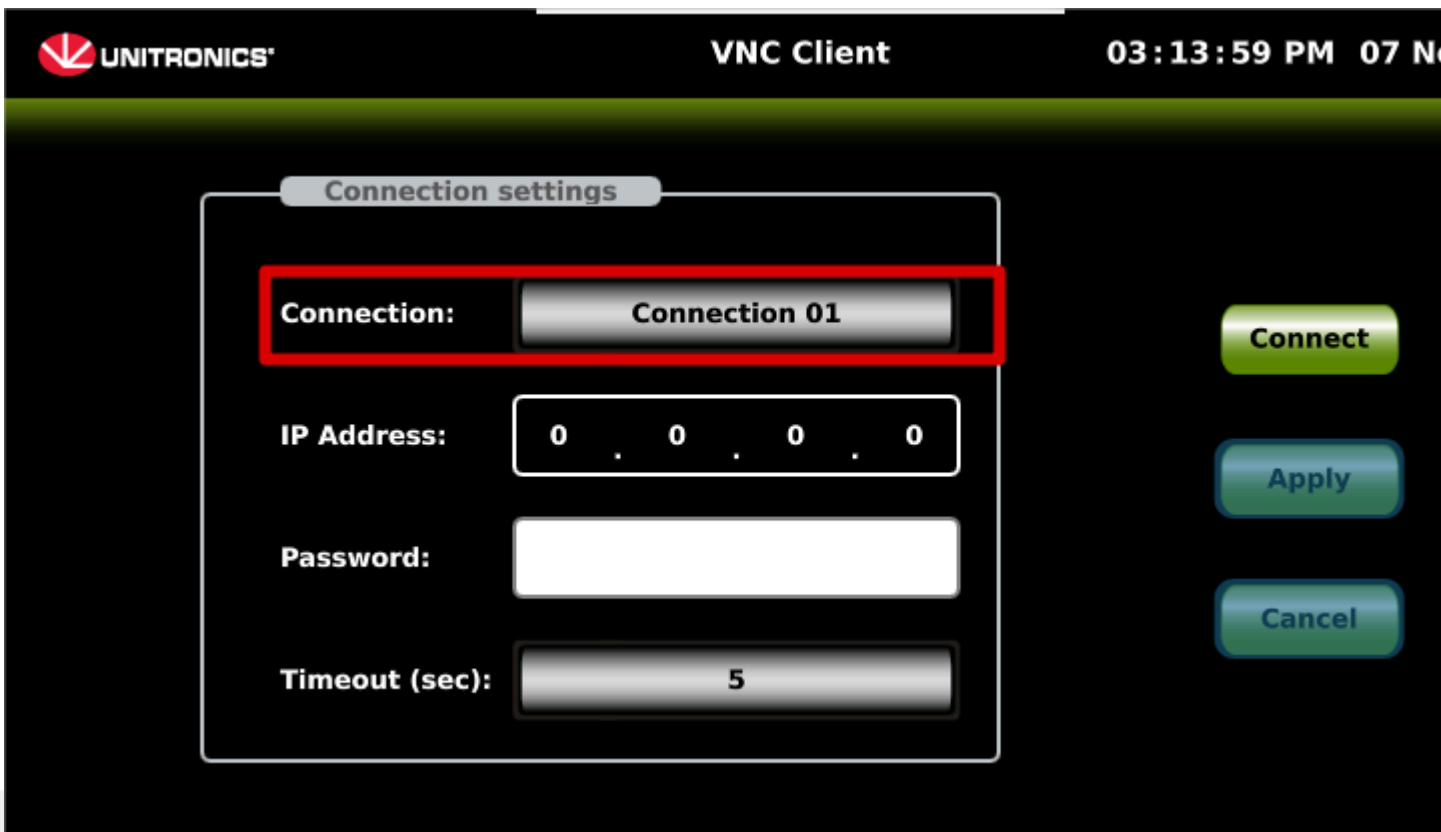 UNITRONICS
VNC Client
03:13:59 PM 07
Connection settings
Connection: Connection 01
IP Address: 0 . 0 . 0 . 0
Password:
Timeout (sec): 5
Connect
Apply
Cancel